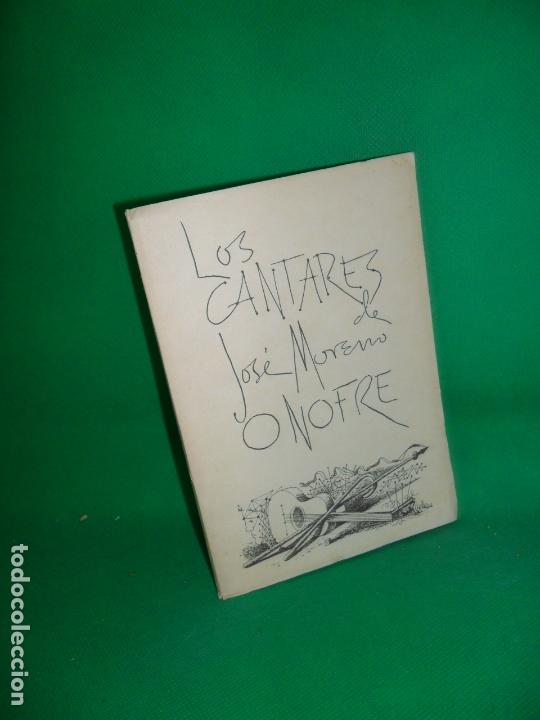 Los
CANTARES
de
José Moreno
ONOFRE
todocoleccion